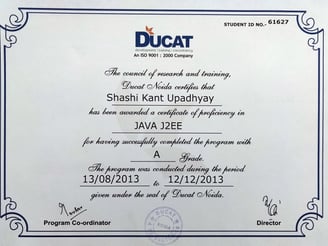 STUDENT ID NO.- 61627
DUCAT
An ISO 9001 : 2000 Company
The council of research and training,
Ducat Noida certifies that
Shashi Kant Upadhyay
has been awarded a certificate of proficiency in
JAVA J2EE
for having successfully completed the program with
A Grade.
The program was conducted during the period
13/08/2013 to 12/12/2013
given under the seal of Ducat Noida.
Program Co-ordinator
Director
DUCAT